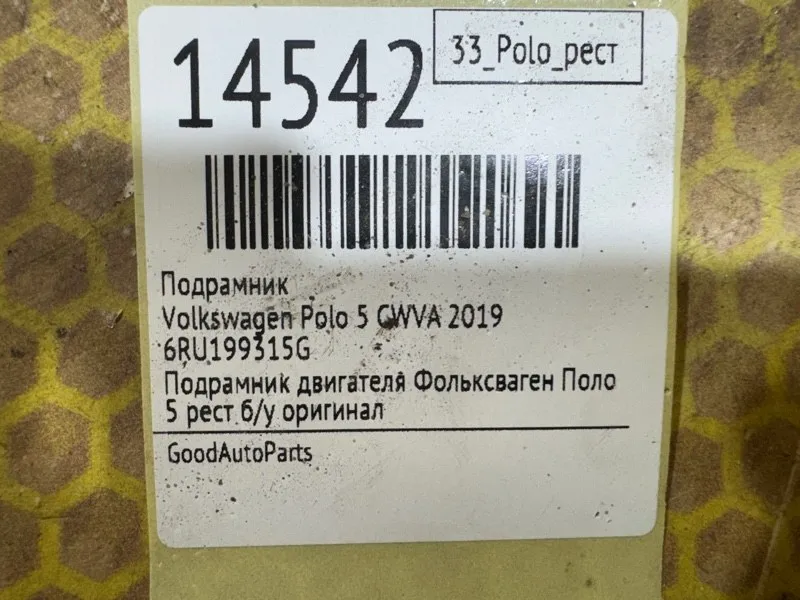 14542
33_Polo_рест
Подрамник
Volkswagen Polo 5 CWVA 2019
6RU199315G
Подрамник двигателя Фольксваген Поло
5 рест б/у оригинал
GoodAutoParts